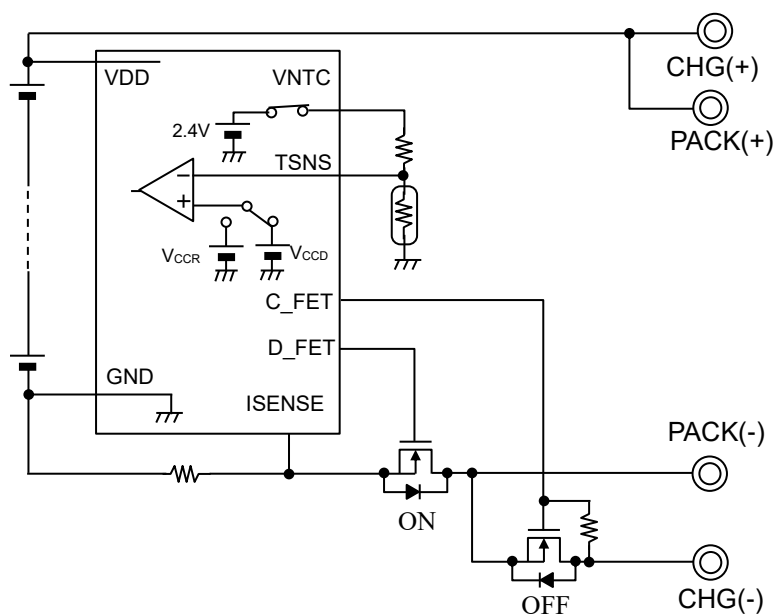 CHG(+)
VDD
VNTC
PACK(+)
2.4V
TSNS
−
+
VCCR
VCCD
C_FET
D_FET
GND
ISENSE
PACK(-)
ON
OFF
CHG(-)